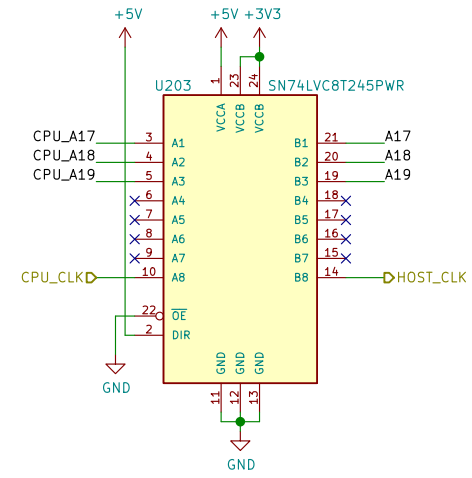 +5V
+5V
+3V3
U203
SN74LVC8T245PWR
1
23
24
VCCA
VCCB
VCCB
CPU_A17
3
A1
B1
21
A17
CPU_A18
4
A2
B2
20
A18
CPU_A19
5
A3
B3
19
A19
6
A4
B4
18
7
A5
B5
17
8
A6
B6
16
9
A7
B7
15
CPU_CLK
10
A8
B8
14
HOST_CLK
22
OE
2
DIR
GND
GND
GND
GND
11
12
13
GND